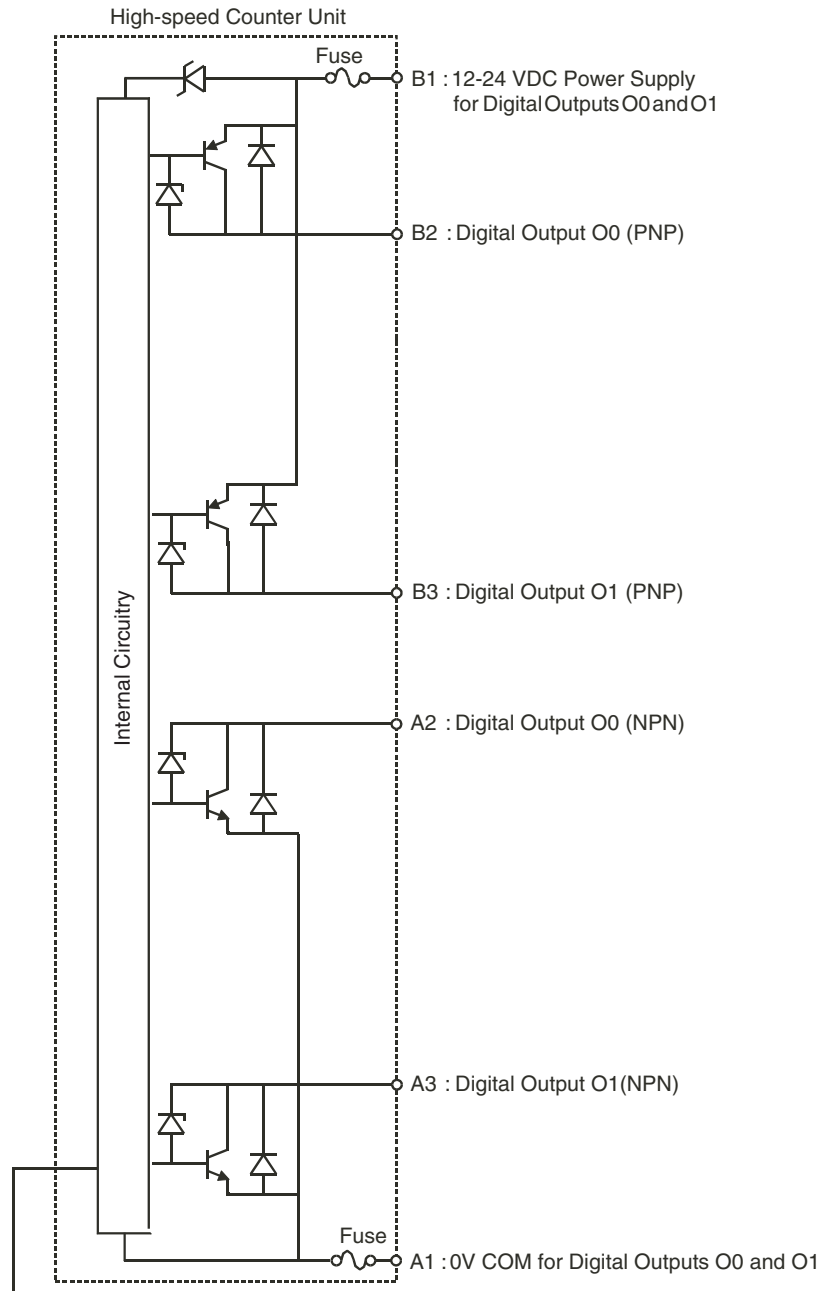 High-speed Counter Unit
Fuse
B1 : 12-24 VDC Power Supply
for Digital Outputs O0 and O1
B2 : Digital Output O0 (PNP)
B3 : Digital Output O1 (PNP)
Internal Circuitry
A2 : Digital Output O0 (NPN)
A3 : Digital Output O1(NPN)
Fuse
A1 : 0V COM for Digital Outputs O0 and O1